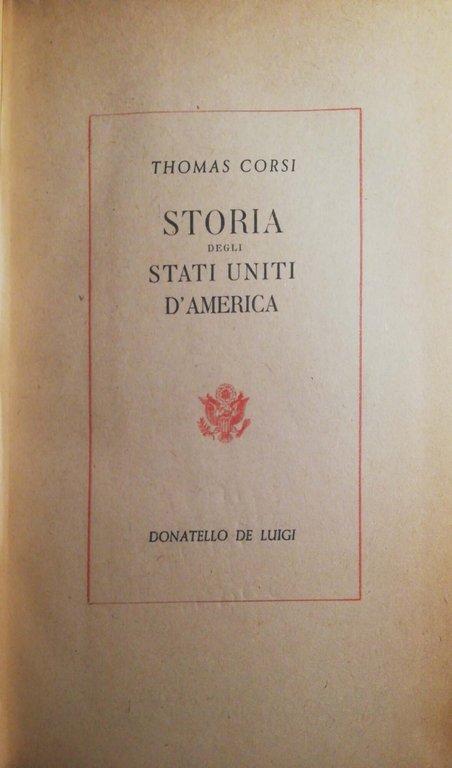 THOMAS CORSI
STORIA
DEGLI
STATI UNITI
D'AMERICA
DONATELLO DE LUIGI